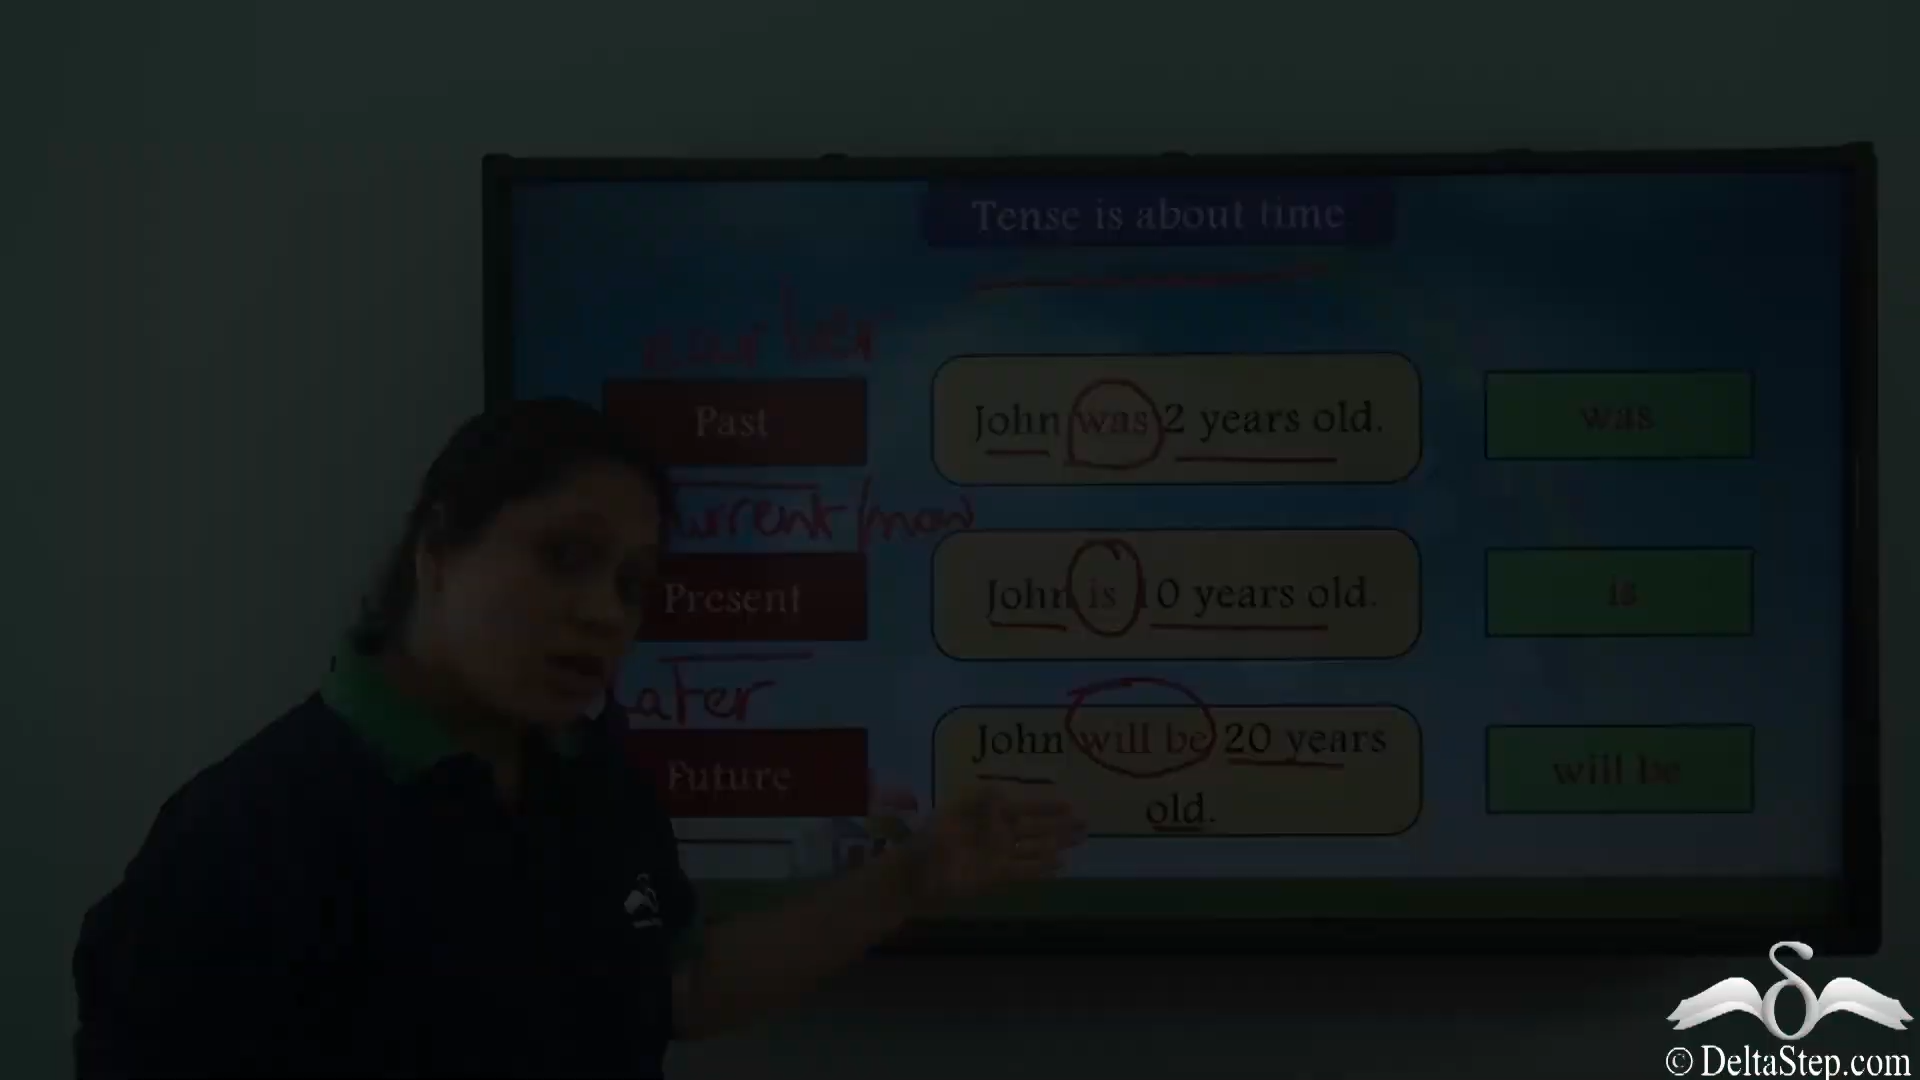 Tense is about time
Past
John was 2 years old.
was
Current/now
Present
John is 10 years old.
is
Later
Future
John will be 20 years
old.
will be
© DeltaStep.com